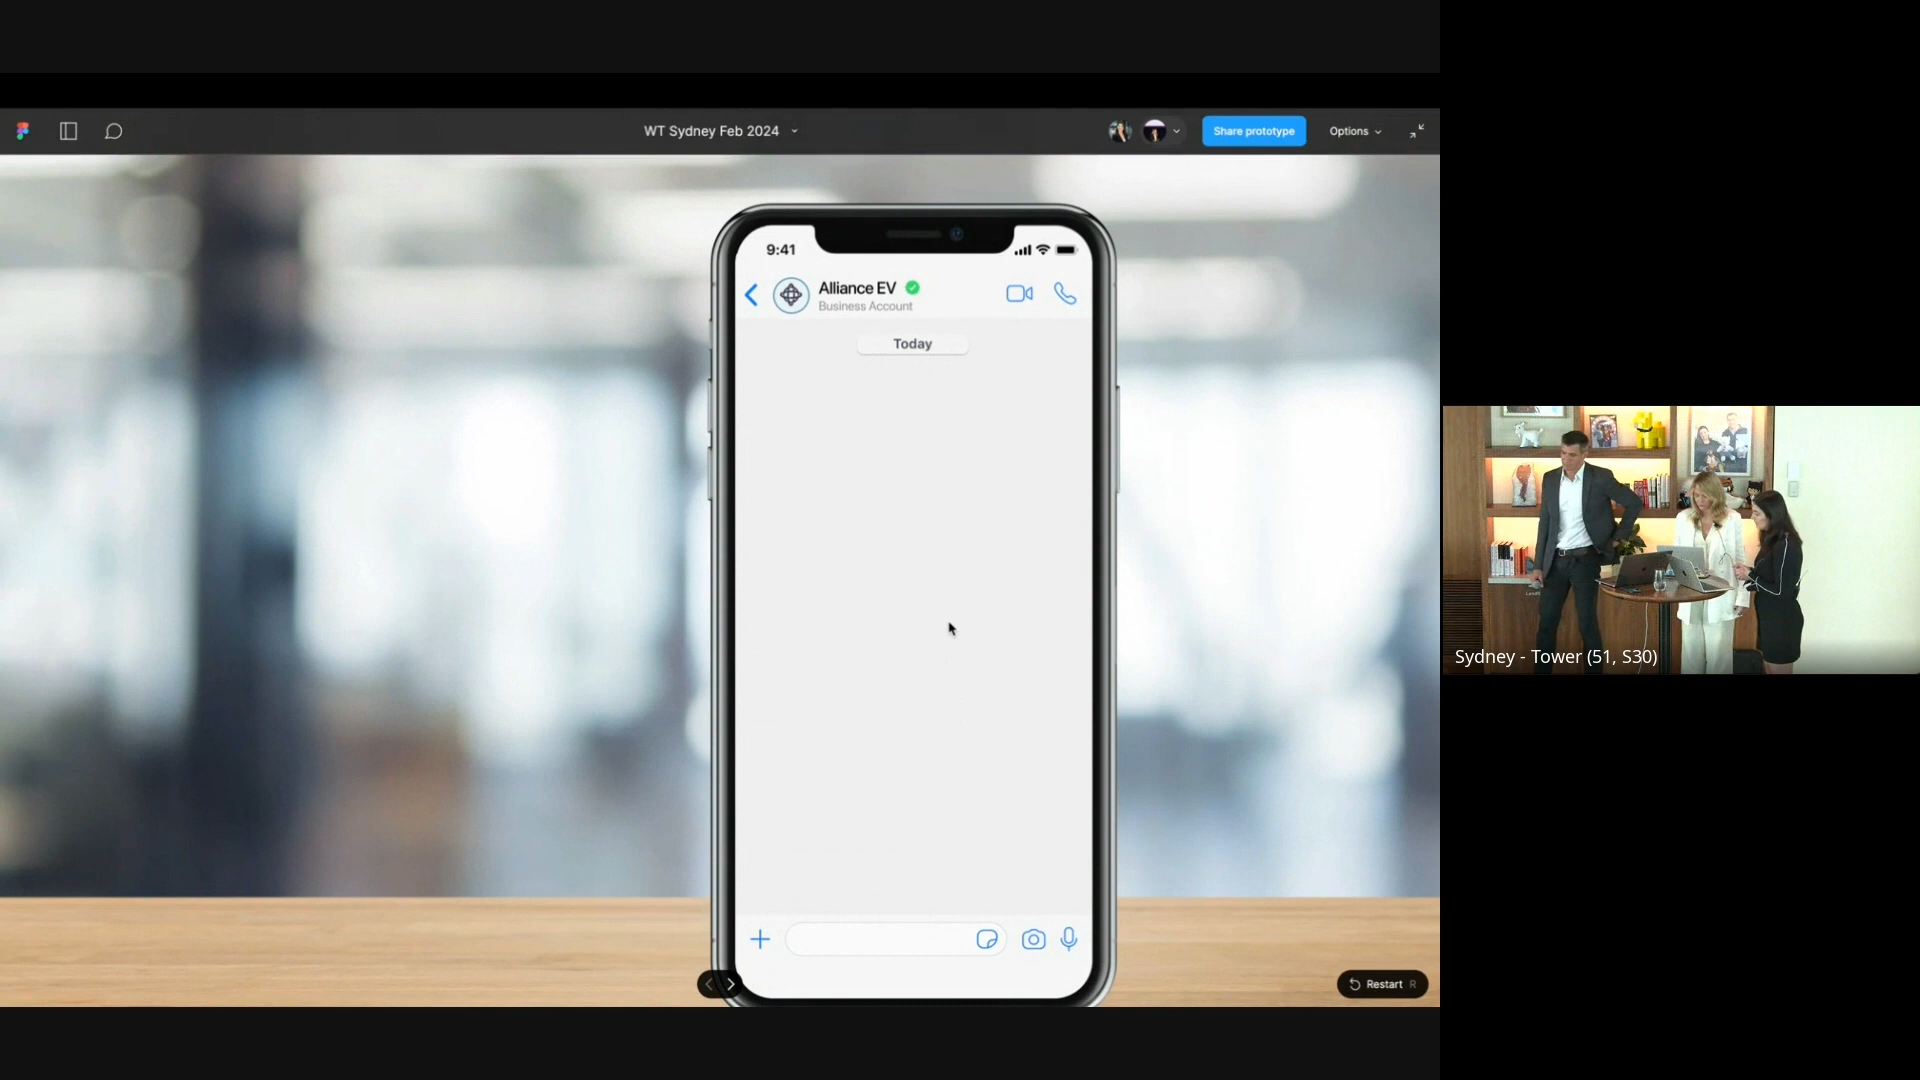 WT Sydney Feb 2024
Share prototype
Options
9:41
Alliance EV
Business Account
Today
Restart R
Sydney - Tower (51, S30)